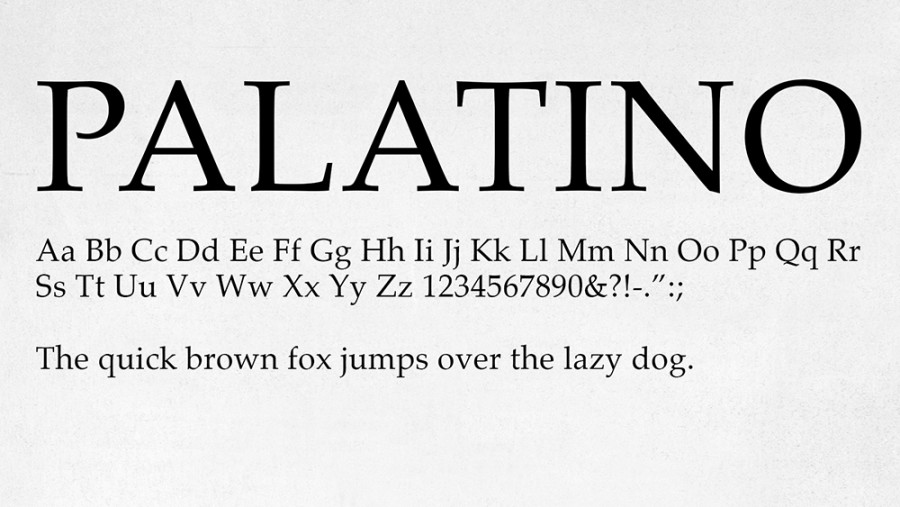 PALATINO
Aa Bb Cc Dd Ee Ff Gg Hh Ii Jj Kk Ll Mm Nn Oo Pp Qq Rr
Ss Tt Uu Vv Ww Xx Yy Zz 1234567890&?!-.”:;
The quick brown fox jumps over the lazy dog.